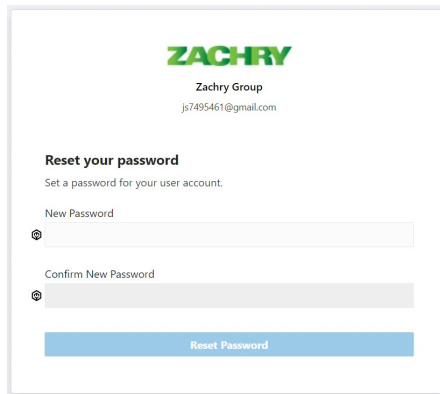 ZACHRY
Zachry Group
js7495461@gmail.com
Reset your password
Set a password for your user account.
New Password
Confirm New Password
Reset Password